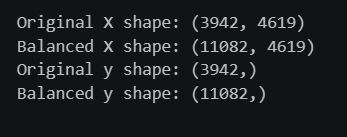 Original X shape: (3942, 4619)
Balanced X shape: (11082, 4619)
Original y shape: (3942,)
Balanced y shape: (11082,)